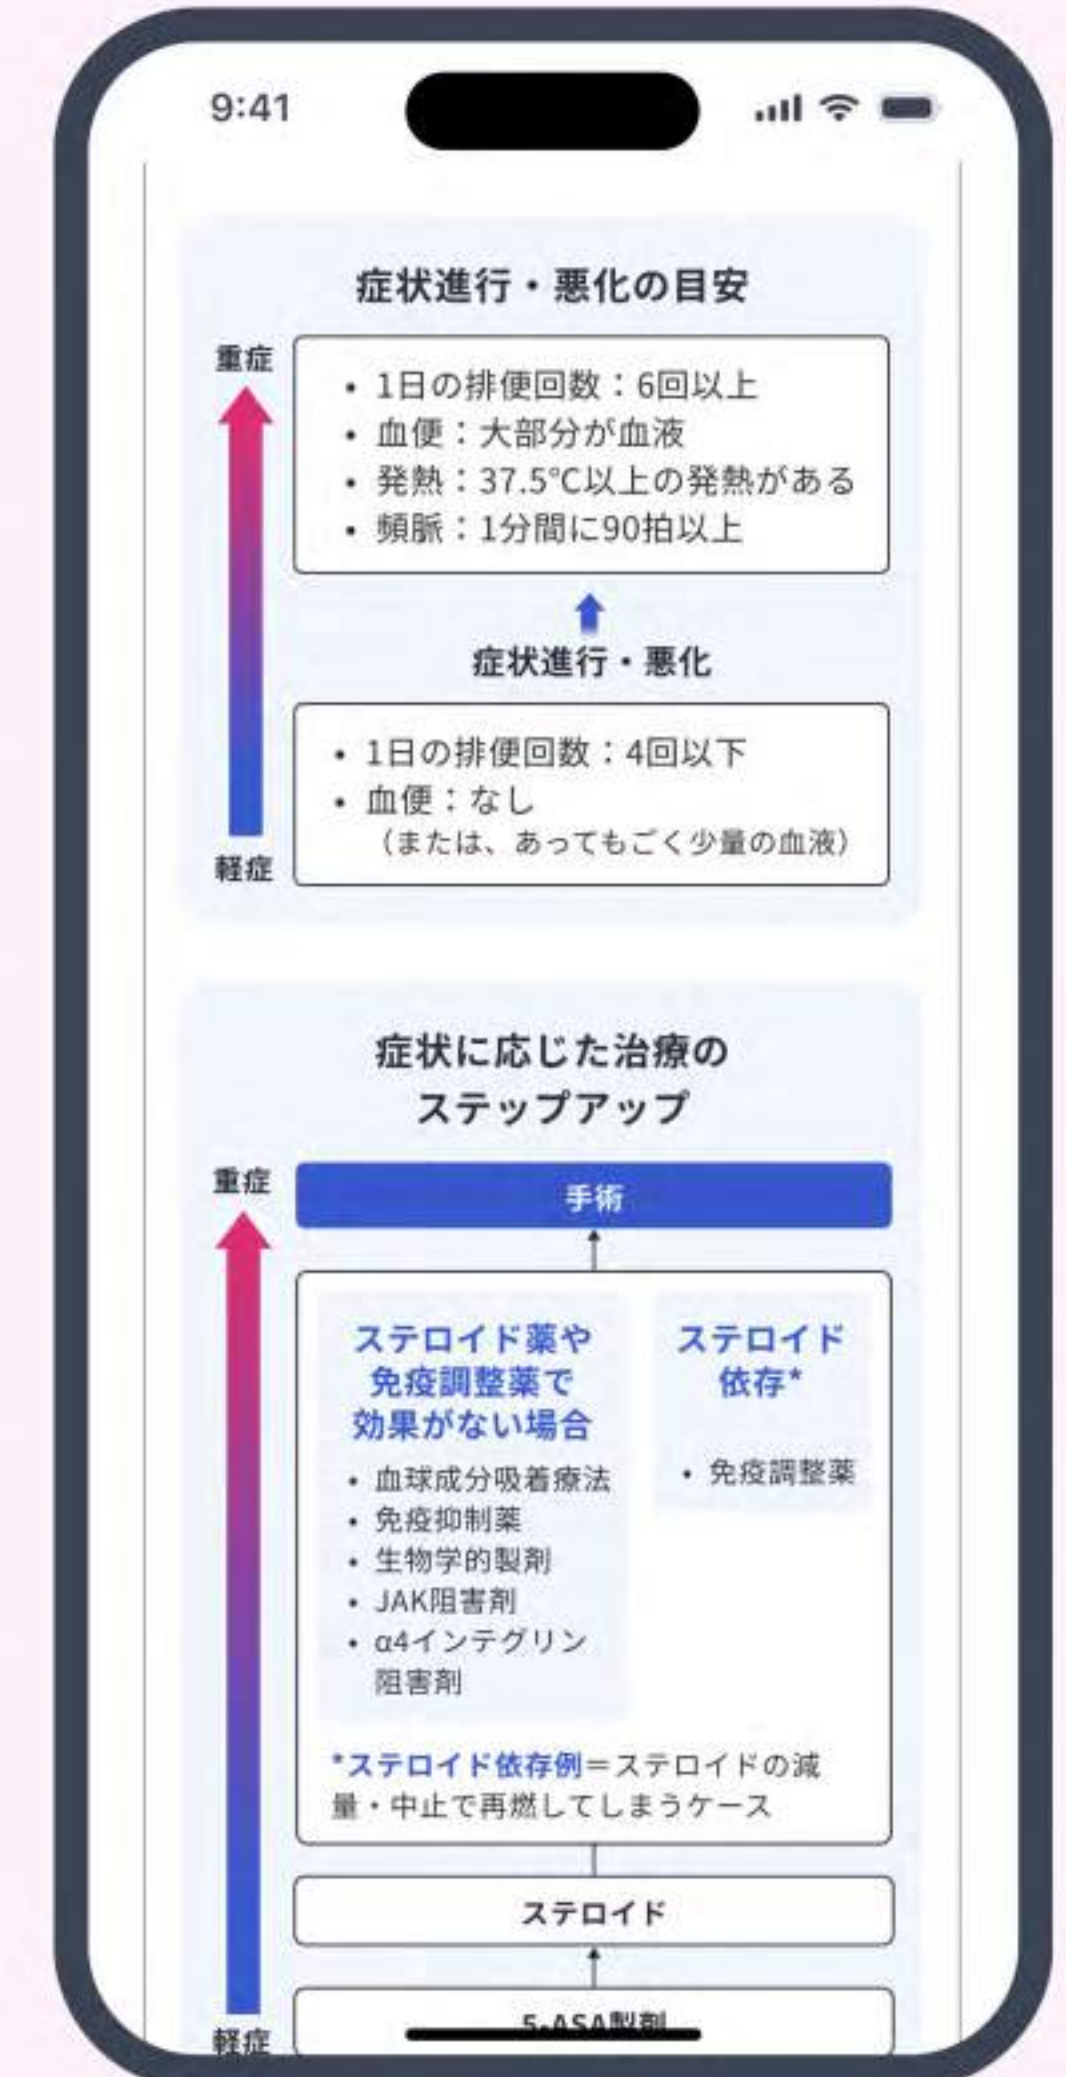 9:41
症状進行・悪化の目安
重症
• 1日の排便回数：6回以上
• 血便：大部分が血液
• 発熱：37.5℃以上の発熱がある
• 頻脈：1分間に90拍以上
症状進行・悪化
• 1日の排便回数：4回以下
• 血便：なし
（または、あってもごく少量の血液）
軽症
症状に応じた治療の
ステップアップ
重症
手術
ステロイド薬や
免疫調整薬で
効果がない場合
• 血球成分吸着療法
• 免疫抑制薬
• 生物学的製剤
• JAK阻害剤
• α4インテグリン
阻害剤
ステロイド
依存*
• 免疫調整薬
*ステロイド依存例＝ステロイドの減
量・中止で再燃してしまうケース
ステロイド
5-ASA製剤
軽症